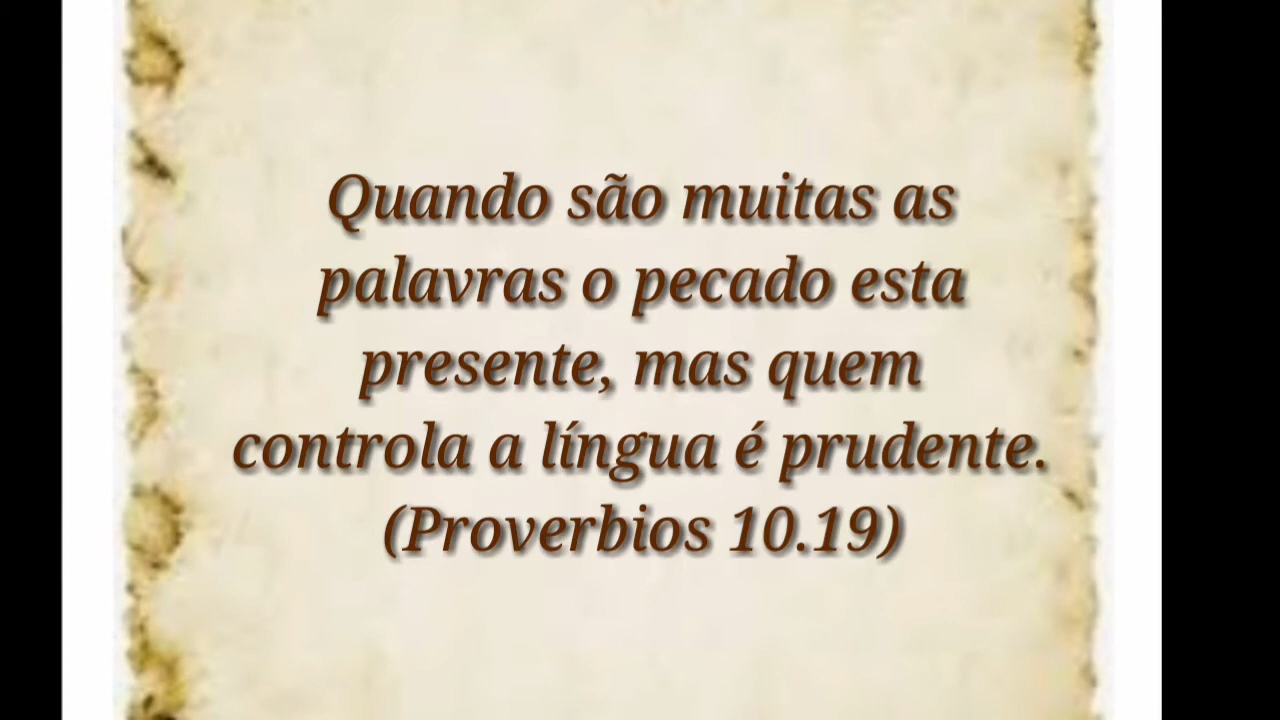 Quando são muitas as
palavras o pecado esta
presente, mas quem
controla a língua é prudente.
(Proverbios 10.19)